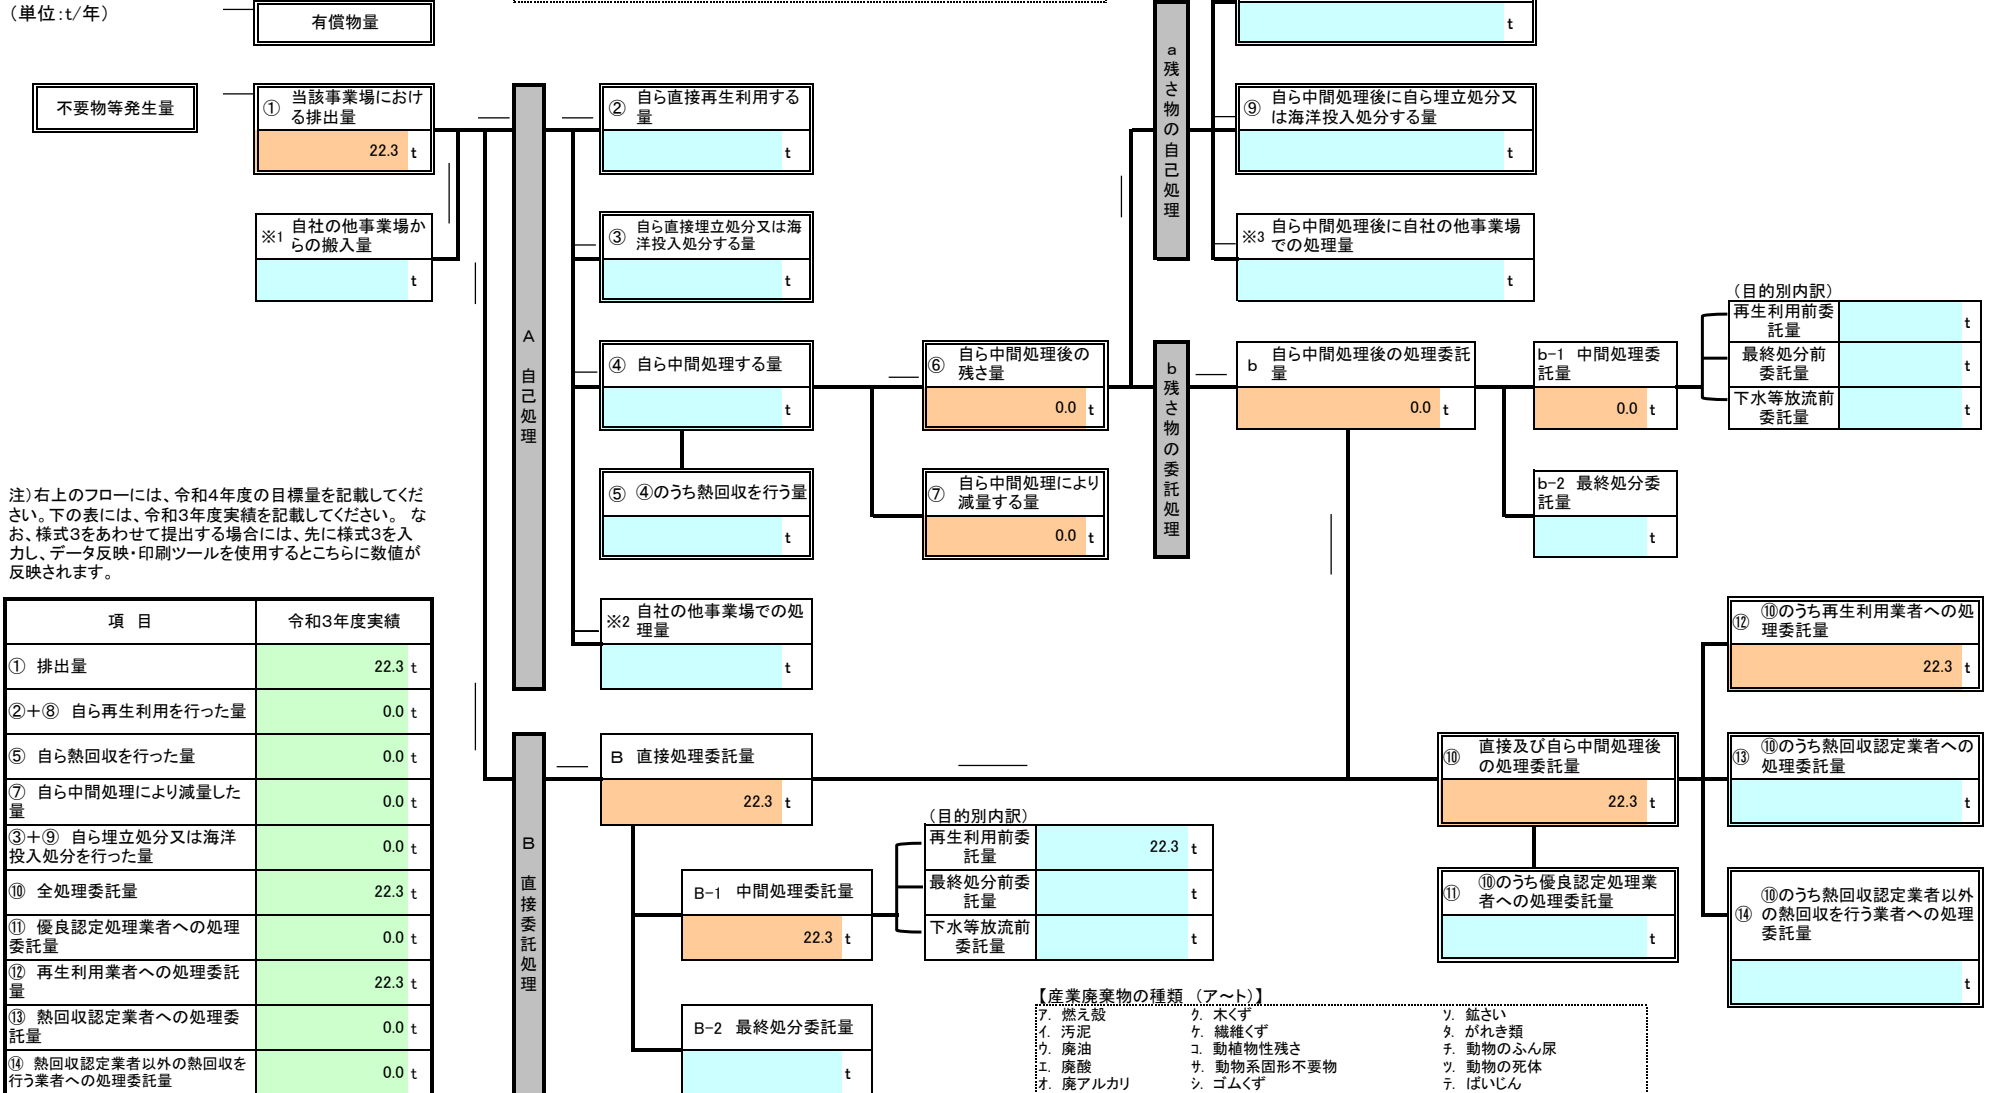 （単位：t/年）
有償物量
t
不要物等発生量
① 当該事業場におけ
る排出量
22.3 t
※1 自社の他事業場か
らの搬入量
t
A 自己処理
② 自ら直接再生利用する
量
t
③ 自ら直接埋立処分又は海
洋投入処分する量
t
④ 自ら中間処理する量
t
⑤ ④のうち熱回収を行う量
t
※2 自社の他事業場での処
理量
t
⑥ 自ら中間処理後の
残さ量
0.0 t
⑦ 自ら中間処理により
減量する量
0.0 t
a 残さ物の自己処理
⑨ 自ら中間処理後に自ら埋立処分又
は海洋投入処分する量
t
※3 自ら中間処理後に自社の他事業場
での処理量
t
b 残さ物の委託処理
b 自ら中間処理後の処理委託
量
0.0 t
b-1 中間処理委
託量
0.0 t
b-2 最終処分委
託量
t
（目的別内訳）
再生利用前委
託量
t
最終処分前
委託量
t
下水等放流前
委託量
t
注）右上のフローには、令和4年度の目標量を記載してくだ
さい。下の表には、令和3年度実績を記載してください。 な
お、様式3をあわせて提出する場合には、先に様式3を入
力し、データ反映・印刷ツールを使用するとこちらに数値が
反映されます。
項 目 令和3年度実績
① 排出量 22.3 t
②＋⑧ 自ら再生利用を行った量 0.0 t
⑤ 自ら熱回収を行った量 0.0 t
⑦ 自ら中間処理により減量した
量 0.0 t
③＋⑨ 自ら埋立処分又は海洋
投入処分を行った量 0.0 t
⑩ 全処理委託量 22.3 t
⑪ 優良認定処理業者への処理
委託量 0.0 t
⑫ 再生利用業者への処理委託
量 22.3 t
⑬ 熱回収認定業者への処理委
託量 0.0 t
⑭ 熱回収認定業者以外の熱回収を
行う業者への処理委託量 0.0 t
B 直接委託処理
B 直接処理委託量
22.3 t
B-1 中間処理委託量
22.3 t
B-2 最終処分委託量
t
（目的別内訳）
再生利用前委
託量
22.3 t
最終処分前委
託量
t
下水等放流前
委託量
t
⑩ 直接及び自ら中間処理後
の処理委託量
22.3 t
⑪ ⑩のうち優良認定処理業
者への処理委託量
t
⑫ ⑩のうち再生利用業者への処
理委託量
22.3 t
⑬ ⑩のうち熱回収認定業者への
処理委託量
t
⑭ ⑩のうち熱回収認定業者以外
の熱回収を行う業者への処理
委託量
t
【産業廃棄物の種類 （ア～ト）】
ア. 燃え殻 ク. 木くず ソ. 鉱さい
イ. 汚泥 ケ. 繊維くず タ. がれき類
ウ. 廃油 コ. 動植物性残さ チ. 動物のふん尿
エ. 廃酸 サ. 動物系固形不要物 ツ. 動物の死体
オ. 廃アルカリ シ. ゴムくず テ. ばいじん